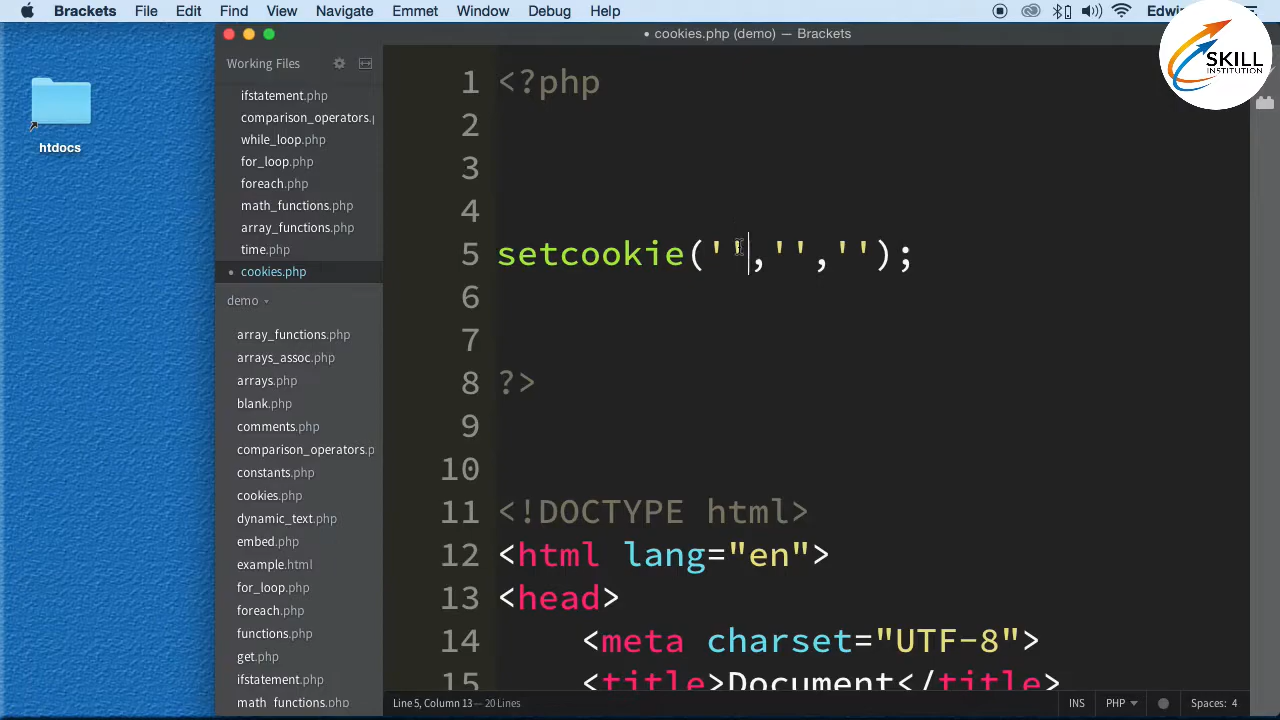 Brackets File Edit Find View Navigate Emmet Window Debug Help Edwin
SKILL
INSTITUTION
• cookies.php (demo) — Brackets
htdocs
Working Files
ifstatement.php
comparison_operators.p
while_loop.php
for_loop.php
foreach.php
math_functions.php
array_functions.php
time.php
• cookies.php
demo
array_functions.php
arrays_assoc.php
arrays.php
blank.php
comments.php
comparison_operators.p
constants.php
cookies.php
dynamic_text.php
embed.php
example.html
for_loop.php
foreach.php
functions.php
get.php
ifstatement.php
math_functions.php
1 <?php
2
3
4
5 setcookie('','','');
6
7
8 ?>
9
10
11 <!DOCTYPE html>
12 <html lang="en">
13 <head>
14 <meta charset="UTF-8">
15 <title>Document</title>
Line 5, Column 13 — 20 Lines
INS PHP Spaces: 4